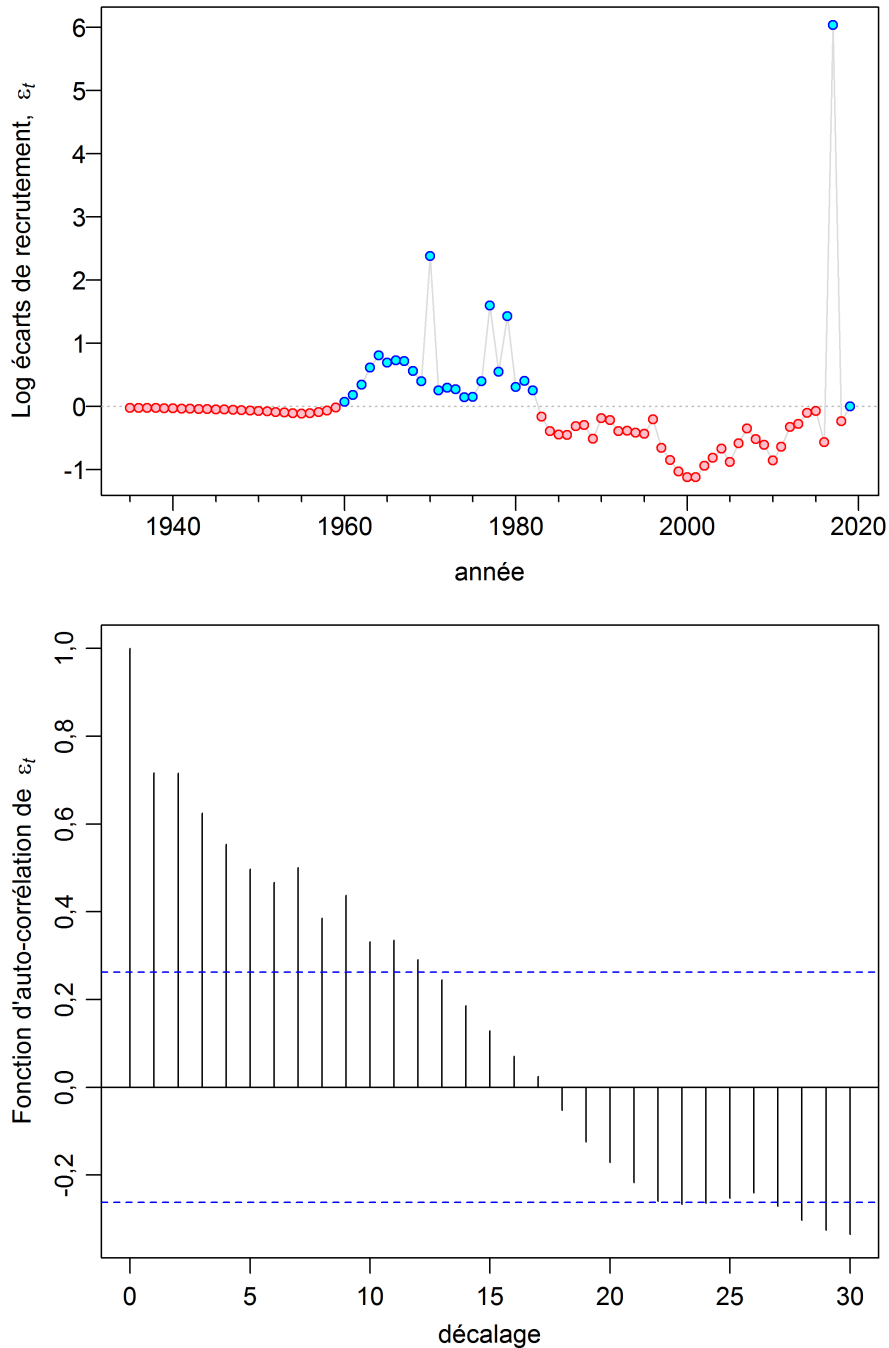 Log écarts de recrutement, εt
6
5
4
3
2
1
0
-1
1940 1960 1980 2000 2020
année
Fonction d'auto-corrélation de εt
1,0
0,8
0,6
0,4
0,2
0,0
-0,2
0 5 10 15 20 25 30
décalage